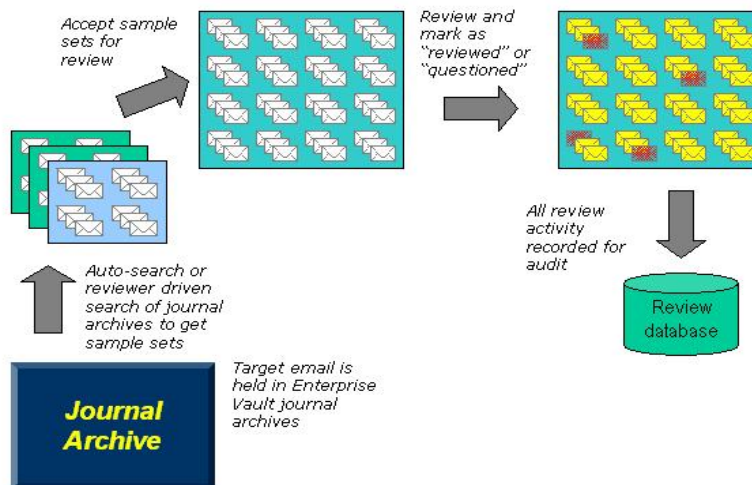 Accept sample
sets for
review
Review and
mark as
“reviewed” or
“questioned”
All review
activity
recorded for
audit
Review
database
Auto-search or
reviewer driven
search of journal
archives to get
sample sets
Target email is
held in Enterprise
Vault journal
archives
Journal
Archive